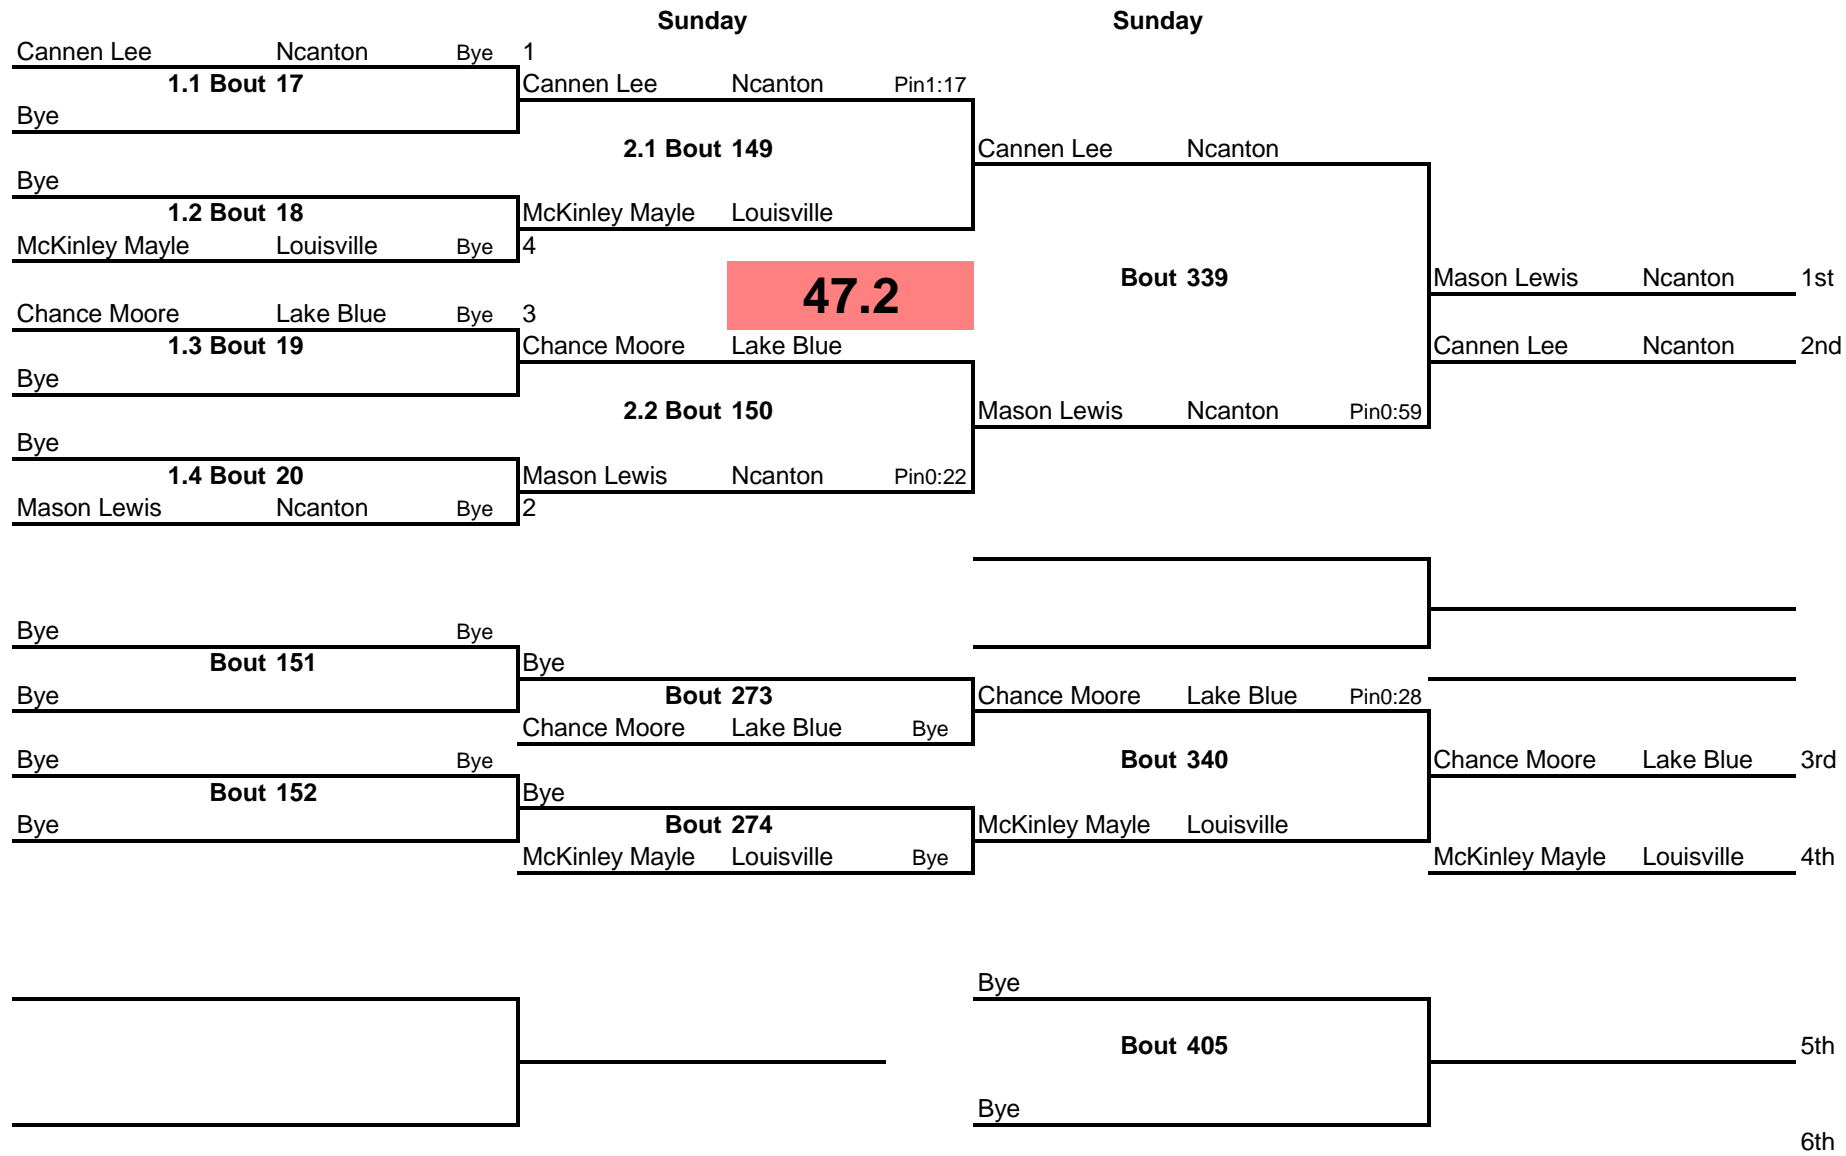 Sunday Sunday
Cannen Lee Ncanton Bye 1
1.1 Bout 17 Cannen Lee Ncanton Pin1:17
Bye
2.1 Bout 149 Cannen Lee Ncanton
Bye
1.2 Bout 18 McKinley Mayle Louisville
McKinley Mayle Louisville Bye 4
47.2 Bout 339 Mason Lewis Ncanton 1st
Chance Moore Lake Blue Bye 3
1.3 Bout 19 Chance Moore Lake Blue Cannen Lee Ncanton 2nd
Bye
2.2 Bout 150 Mason Lewis Ncanton Pin0:59
Bye
1.4 Bout 20 Mason Lewis Ncanton Pin0:22
Mason Lewis Ncanton Bye 2
Bye Bye
Bout 151 Bye
Bye Bout 273 Chance Moore Lake Blue Pin0:28
Chance Moore Lake Blue Bye
Bye Bye Bout 340 Chance Moore Lake Blue 3rd
Bout 152 Bye
Bye Bout 274 McKinley Mayle Louisville
McKinley Mayle Louisville Bye McKinley Mayle Louisville 4th
Bye
Bout 405 5th
Bye
6th